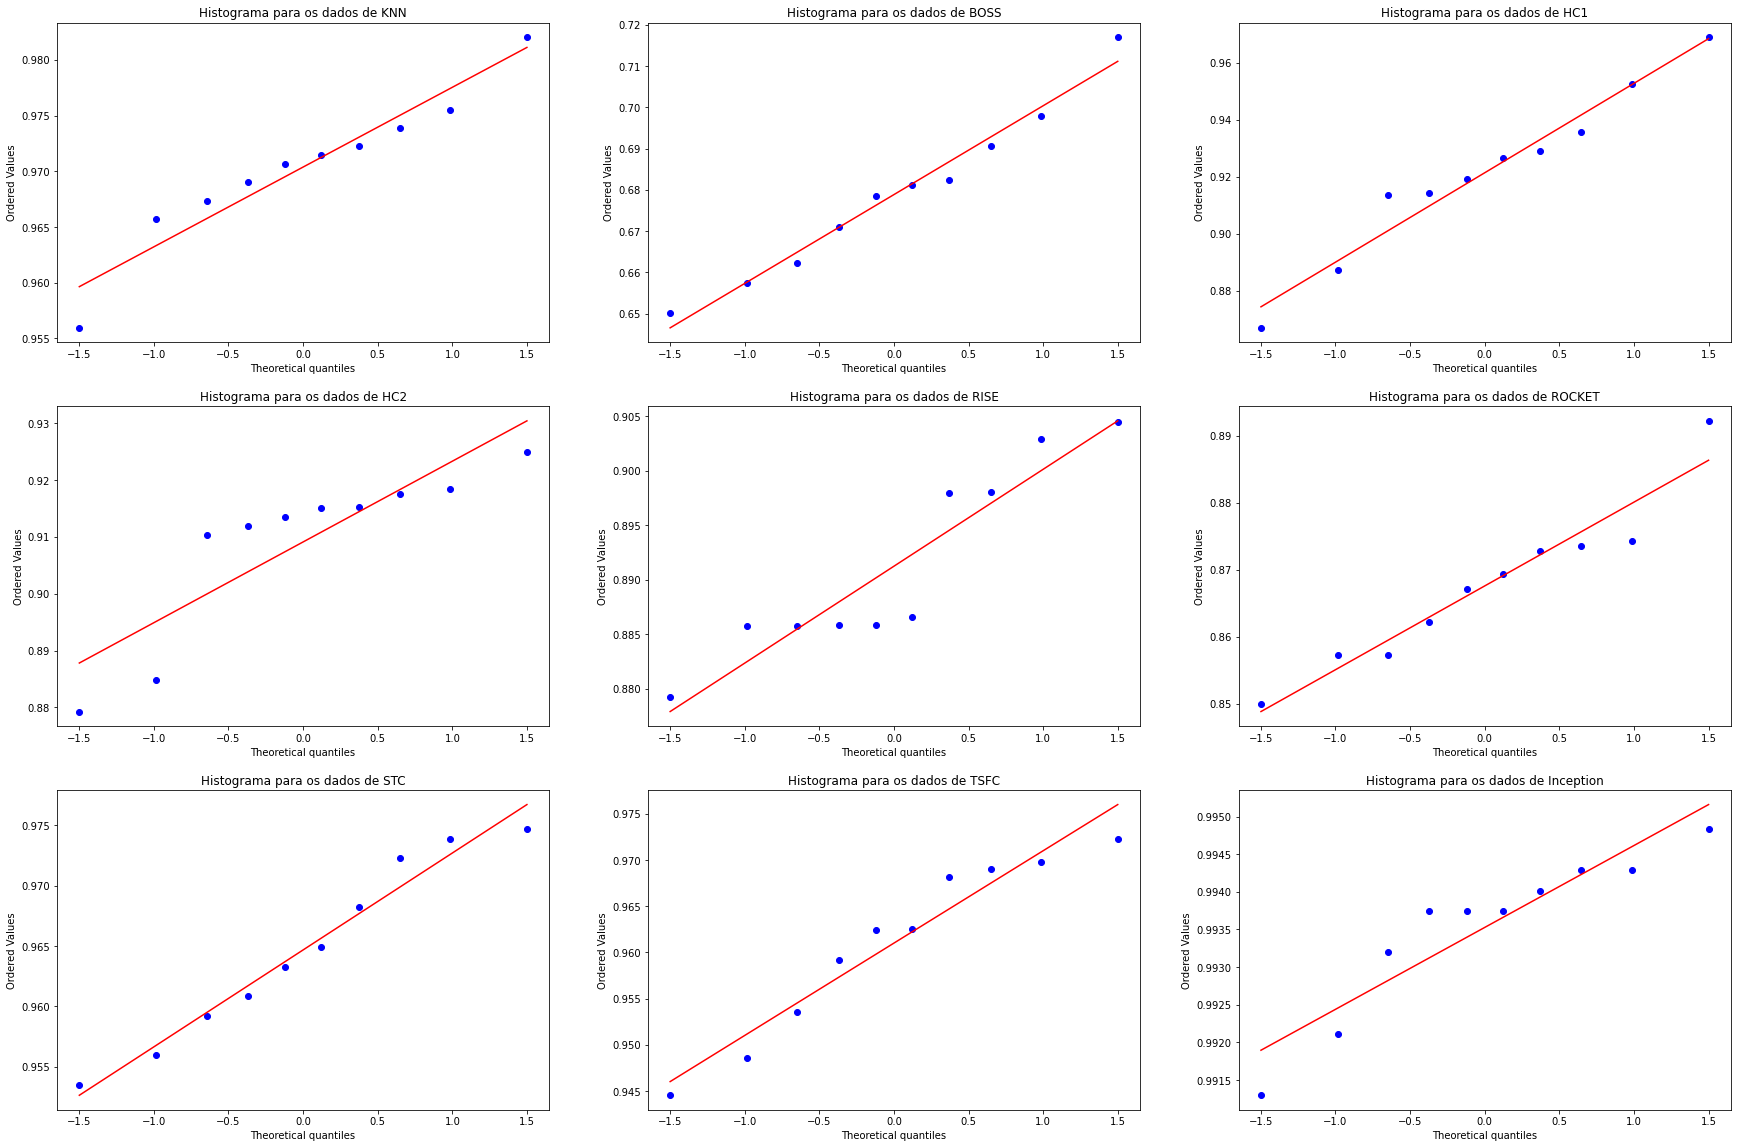 Histograma para os dados de KNN
Ordered Values
0.980
0.975
0.970
0.965
0.960
0.955
−1.5 −1.0 −0.5 0.0 0.5 1.0 1.5
Theoretical quantiles
Histograma para os dados de BOSS
Ordered Values
0.72
0.71
0.70
0.69
0.68
0.67
0.66
0.65
−1.5 −1.0 −0.5 0.0 0.5 1.0 1.5
Theoretical quantiles
Histograma para os dados de HC1
Ordered Values
0.96
0.94
0.92
0.90
0.88
−1.5 −1.0 −0.5 0.0 0.5 1.0 1.5
Theoretical quantiles
Histograma para os dados de HC2
Ordered Values
0.93
0.92
0.91
0.90
0.89
0.88
−1.5 −1.0 −0.5 0.0 0.5 1.0 1.5
Theoretical quantiles
Histograma para os dados de RISE
Ordered Values
0.905
0.900
0.895
0.890
0.885
0.880
−1.5 −1.0 −0.5 0.0 0.5 1.0 1.5
Theoretical quantiles
Histograma para os dados de ROCKET
Ordered Values
0.89
0.88
0.87
0.86
0.85
−1.5 −1.0 −0.5 0.0 0.5 1.0 1.5
Theoretical quantiles
Histograma para os dados de STC
Ordered Values
0.975
0.970
0.965
0.960
0.955
−1.5 −1.0 −0.5 0.0 0.5 1.0 1.5
Theoretical quantiles
Histograma para os dados de TSFC
Ordered Values
0.975
0.970
0.965
0.960
0.955
0.950
0.945
−1.5 −1.0 −0.5 0.0 0.5 1.0 1.5
Theoretical quantiles
Histograma para os dados de Inception
Ordered Values
0.9950
0.9945
0.9940
0.9935
0.9930
0.9925
0.9920
0.9915
−1.5 −1.0 −0.5 0.0 0.5 1.0 1.5
Theoretical quantiles